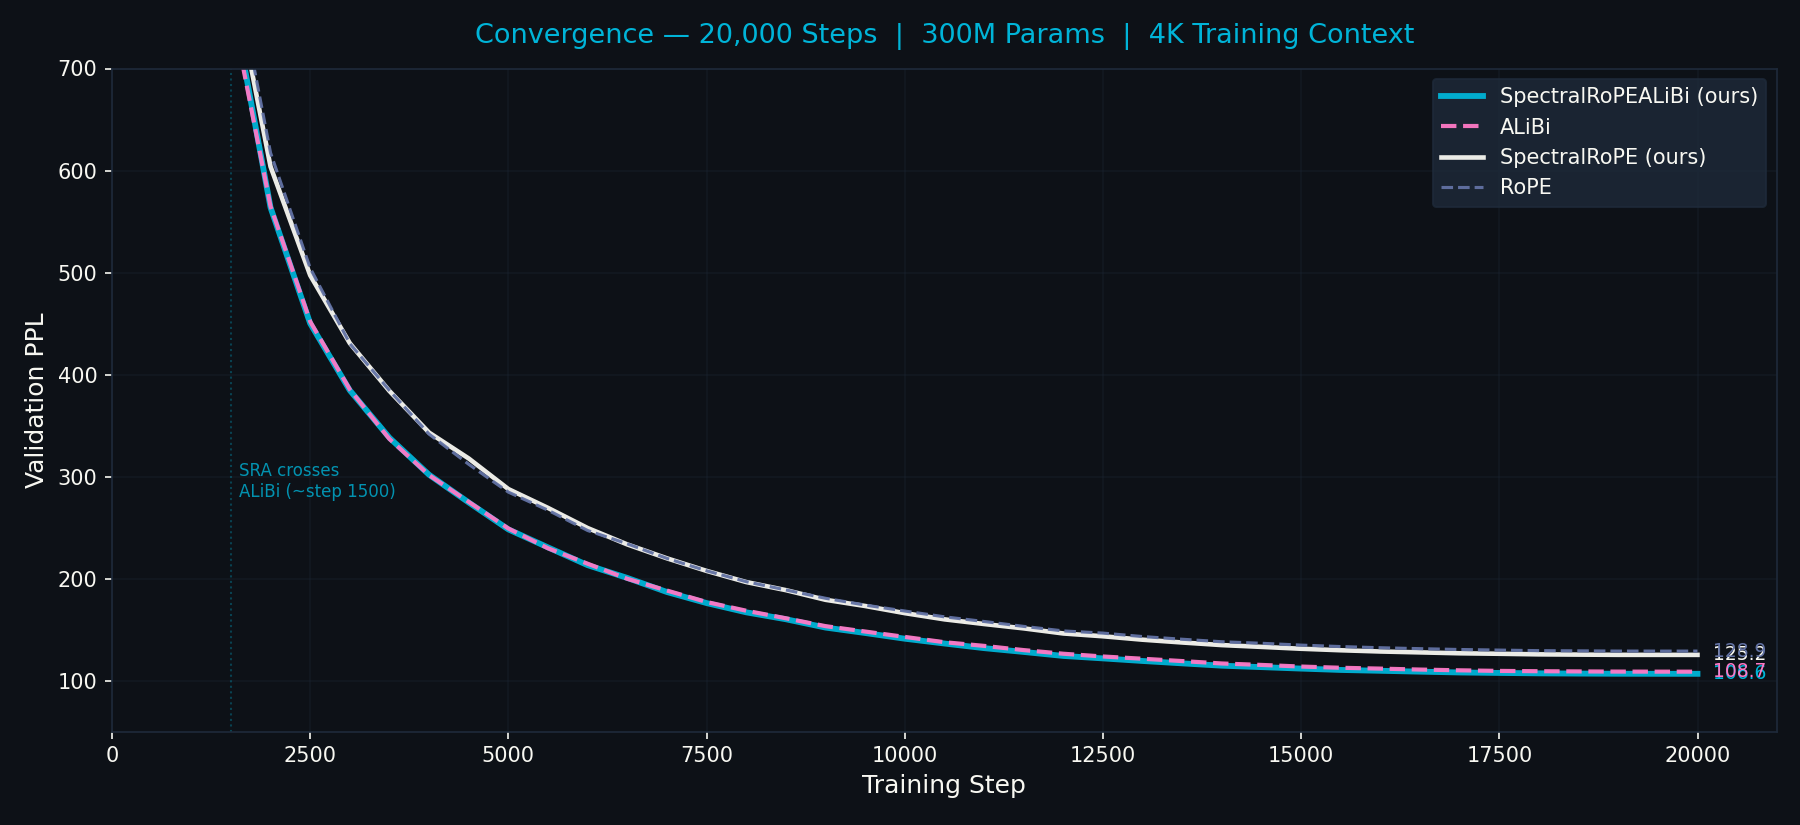 Convergence — 20,000 Steps | 300M Params | 4K Training Context
700
600
500
400
300
200
100
Validation PPL
SpectralRoPEALiBi (ours)
ALiBi
SpectralRoPE (ours)
RoPE
SRA crosses
ALiBi (~step 1500)
125.2
0
2500
5000
7500
10000
12500
15000
17500
20000
Training Step